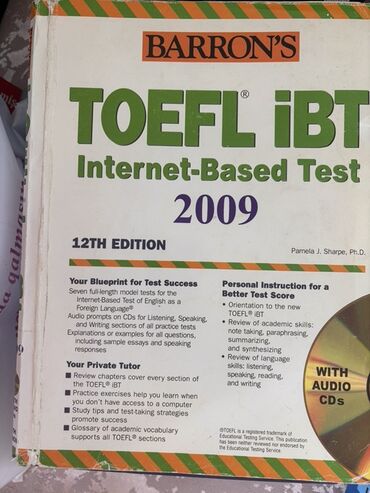 BARRON'S
TOEFL® iBT
Internet-Based Test
2009
12TH EDITION
Pamela J. Sharpe, Ph.D.
Your Blueprint for Test Success
Seven full-length model tests for the
Internet-Based Test of English as a
Foreign Language®
Audio prompts on CDs for Listening, Speaking,
and Writing sections of all practice tests
Explanations or examples for all questions,
including sample essays and speaking
responses
Your Private Tutor
■ Review chapters cover every section of
the TOEFL® iBT
■ Practice exercises help you learn when
you don't have access to a computer
■ Study tips and test-taking strategies
promote success
■ Glossary of academic vocabulary
supports all TOEFL® sections
Personal Instruction for a
Better Test Score
• Orientation to the new
TOEFL® iBT
• Review of academic skills:
note taking, paraphrasing,
summarizing,
and synthesizing
• Review of language
skills: listening,
speaking, reading,
and writing
WITH
AUDIO
CDs
®TOEFL is a registered trademark of
Educational Testing Service. This publication
has been neither reviewed nor endorsed by
the Educational Testing Service.